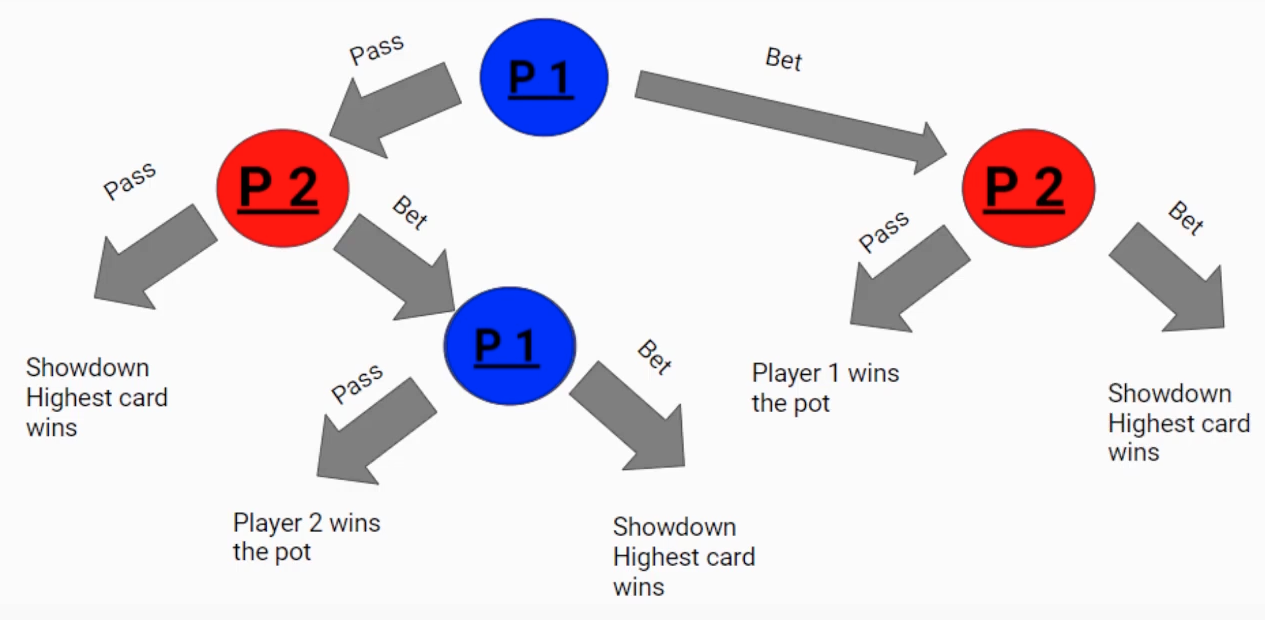 Pass
P 1
Bet
P 2
P 2
Pass
Bet
Pass
Bet
Showdown
Highest card
wins
P 1
Pass
Bet
Player 1 wins
the pot
Showdown
Highest card
wins
Player 2 wins
the pot
Showdown
Highest card
wins